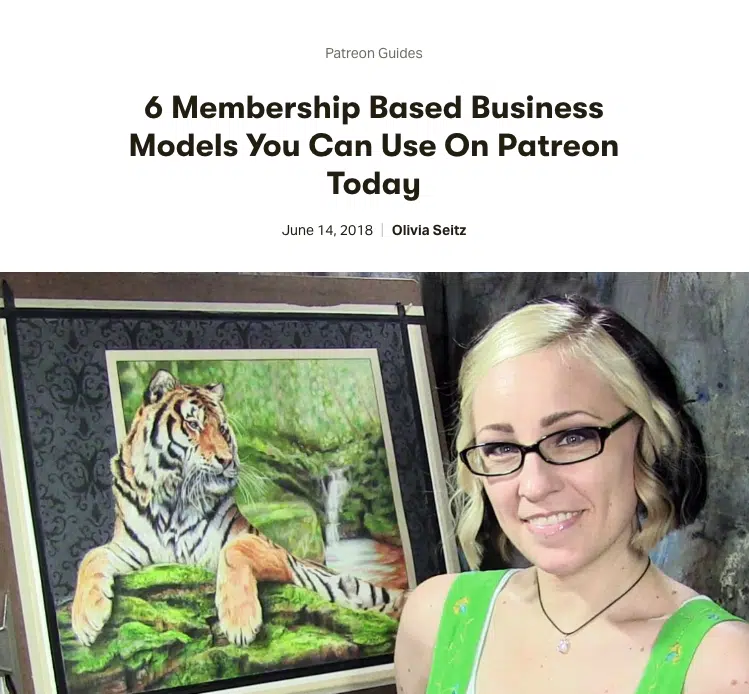 Patreon Guides
6 Membership Based Business
Models You Can Use On Patreon
Today
June 14, 2018 | Olivia Seitz